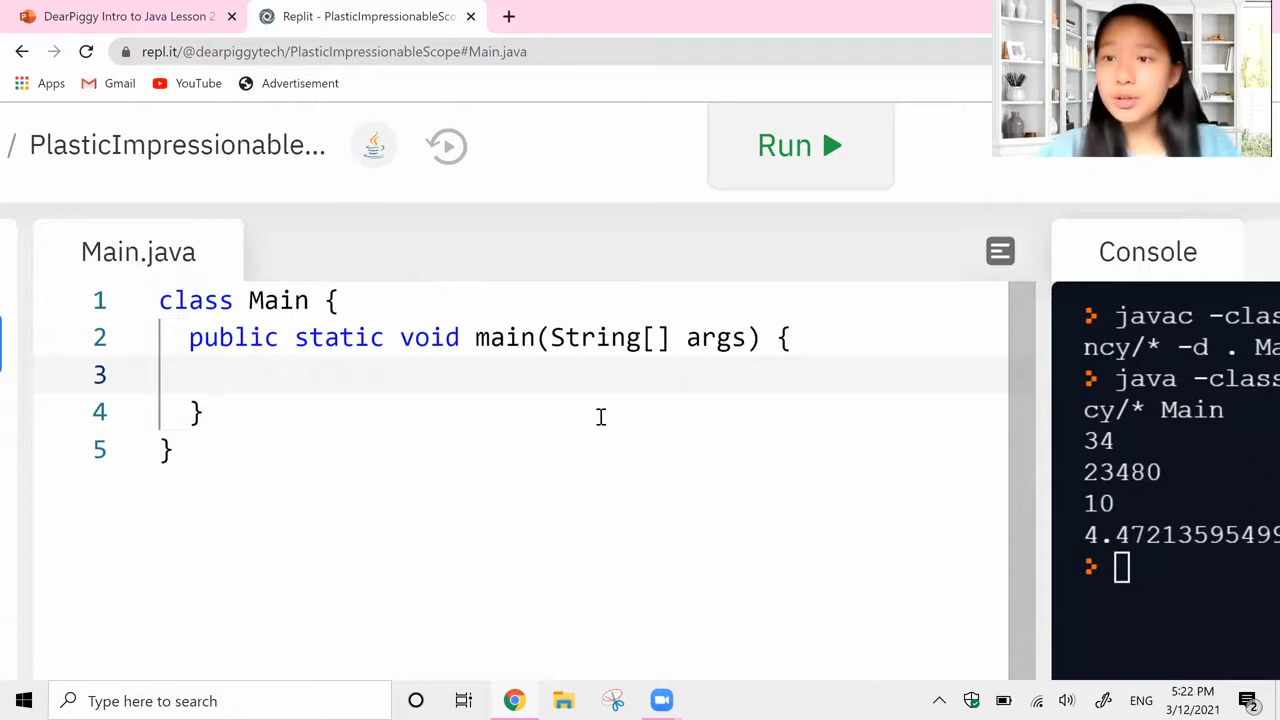 DearPiggy Intro to Java Lesson 2
Replit - PlasticImpressionableSco
repl.it/@dearpiggytech/PlasticImpressionableScope#Main.java
Apps
Gmail
YouTube
Advertisement
/ PlasticImpressionable...
Run
Main.java
Console
1 class Main {
2 public static void main(String[] args) {
3
4 }
5 }
javac -clas
ncy/* -d . Ma
java -class
cy/* Main
34
23480
10
4.47213595499
Type here to search
ENG
5:22 PM
3/12/2021
2